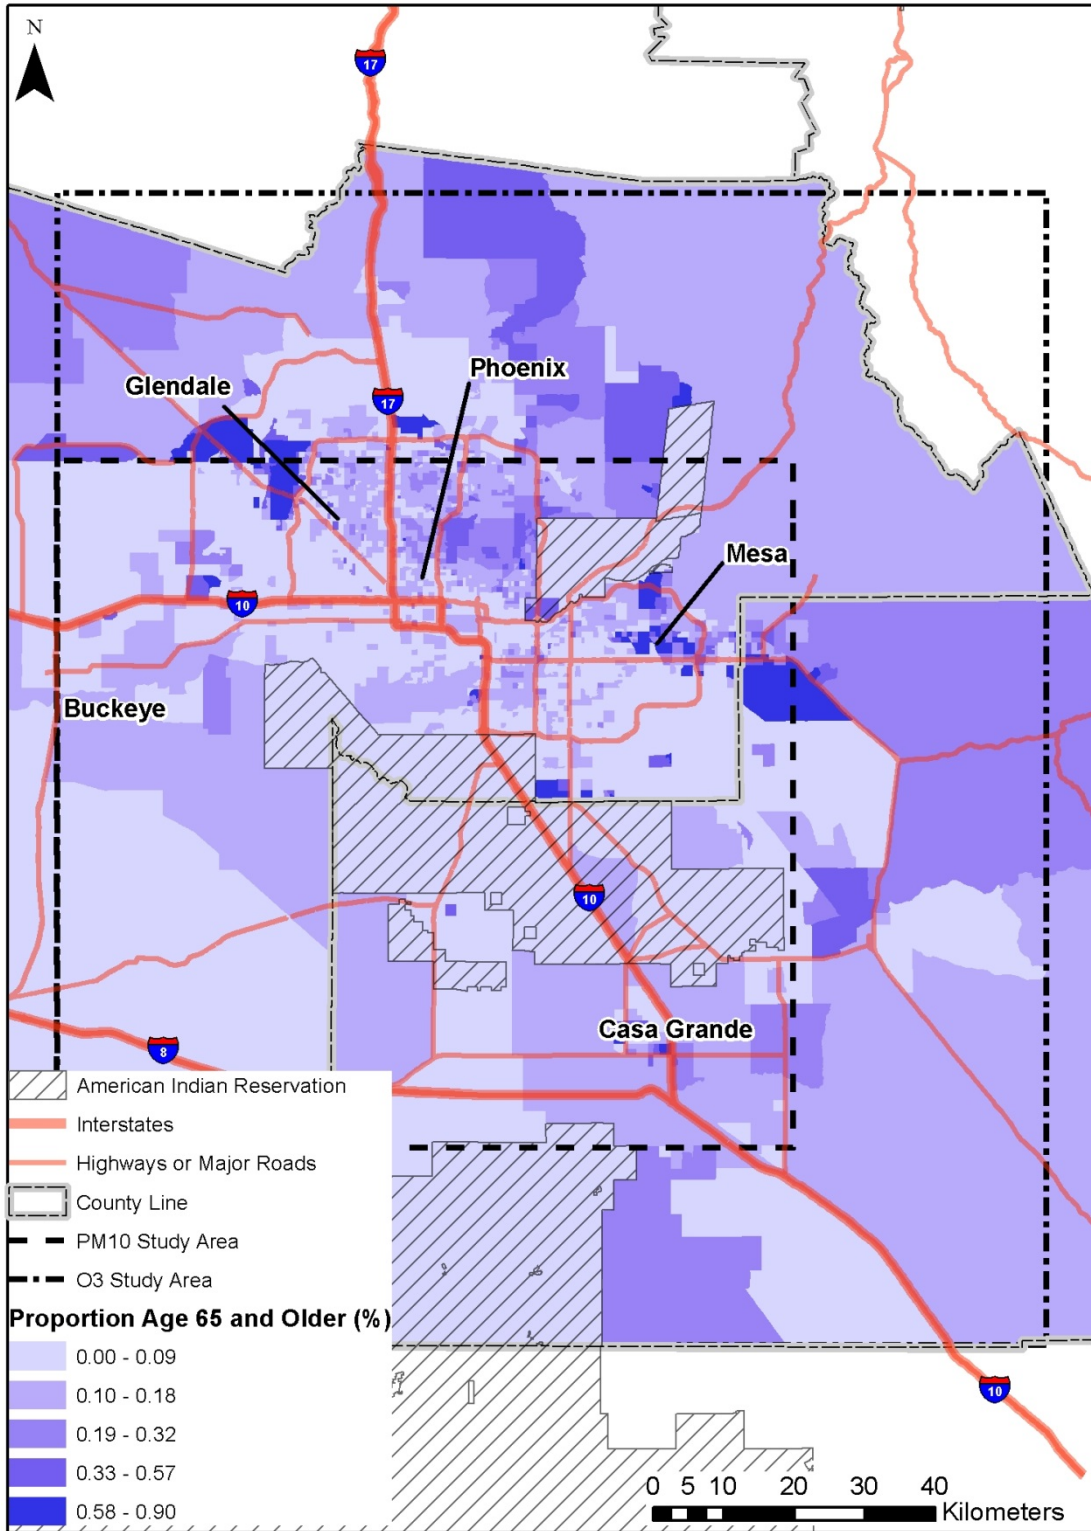 N
17
17
Phoenix
Glendale
Mesa
10
Buckeye
10
Casa Grande
8
American Indian Reservation
Interstates
Highways or Major Roads
County Line
PM10 Study Area
O3 Study Area
Proportion Age 65 and Older (%)
0.00 - 0.09
0.10 - 0.18
0.19 - 0.32
0.33 - 0.57
0.58 - 0.90
10
0 5 10 20 30 40
Kilometers